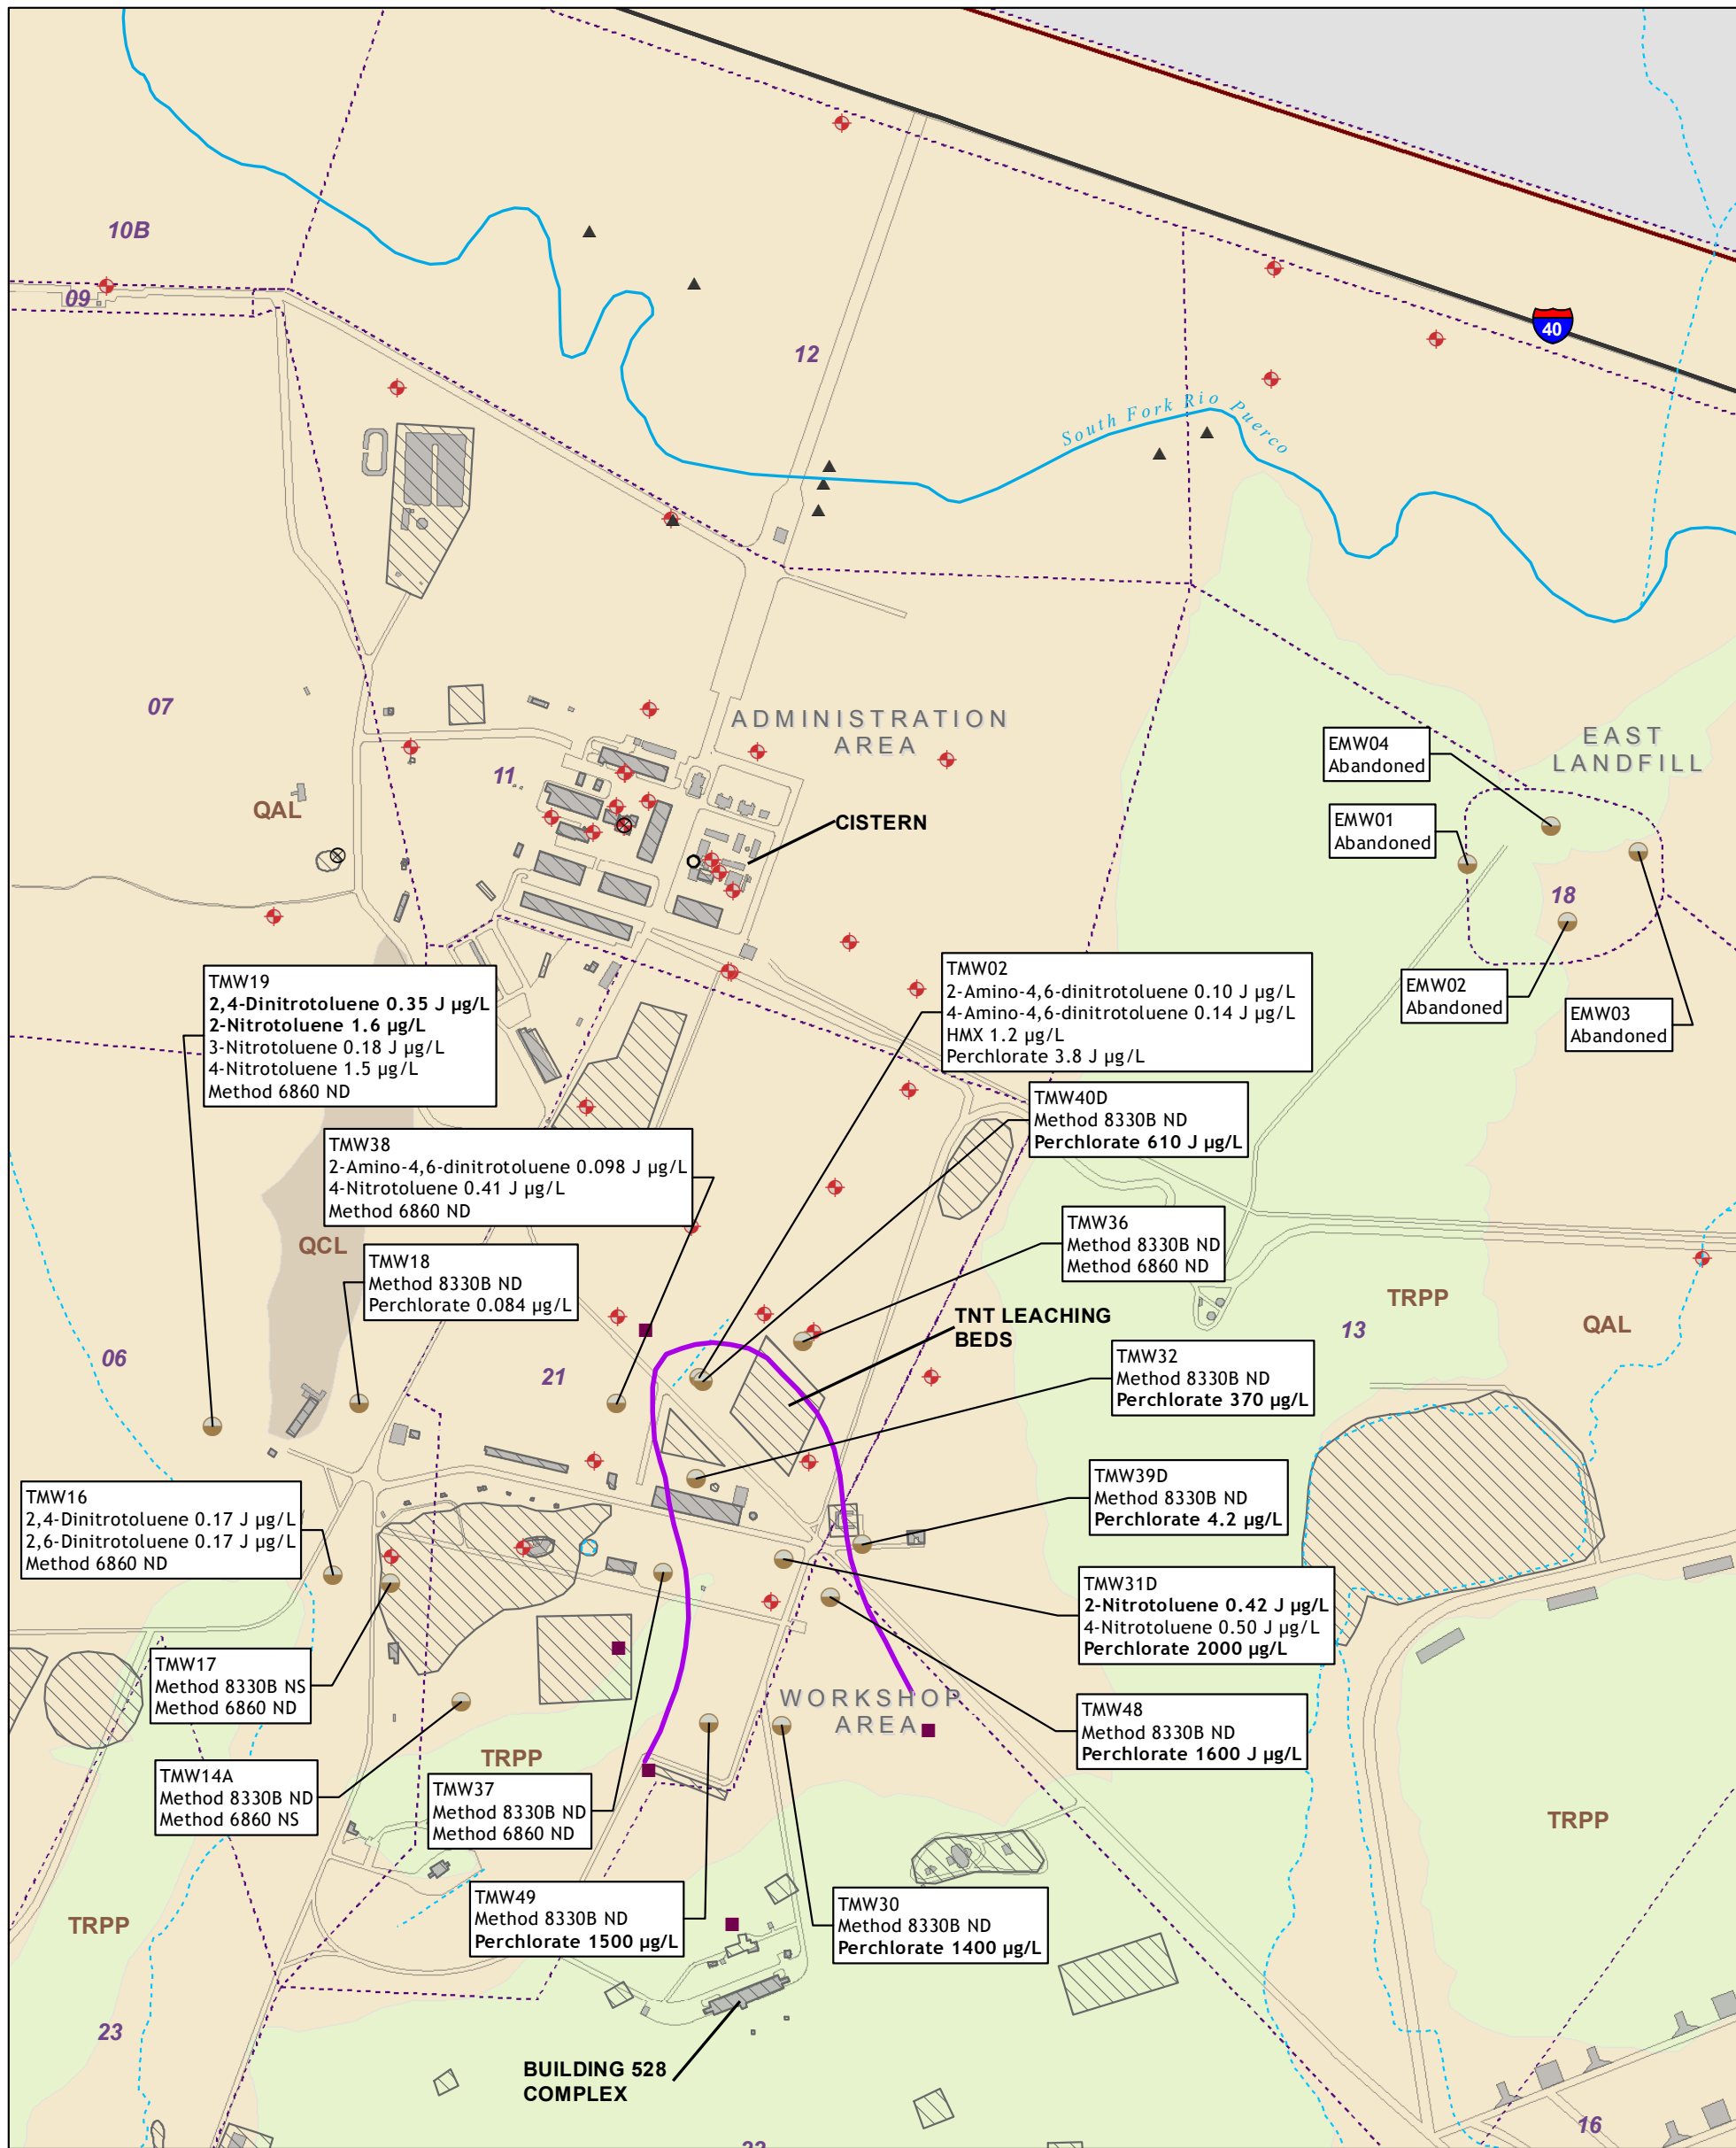 10B
09
12
40
South Fork Rio Puerco
07
ADMINISTRATION
AREA
11
QAL
CISTERN
EMW04
Abandoned
EAST
LANDFILL
EMW01
Abandoned
18
EMW02
Abandoned
EMW03
Abandoned
TMW19
2,4-Dinitrotoluene 0.35 J µg/L
2-Nitrotoluene 1.6 µg/L
3-Nitrotoluene 0.18 J µg/L
4-Nitrotoluene 1.5 µg/L
Method 6860 ND
TMW02
2-Amino-4,6-dinitrotoluene 0.10 J µg/L
4-Amino-4,6-dinitrotoluene 0.14 J µg/L
HMX 1.2 µg/L
Perchlorate 3.8 J µg/L
TMW40D
Method 8330B ND
Perchlorate 610 J µg/L
TMW38
2-Amino-4,6-dinitrotoluene 0.098 J µg/L
4-Nitrotoluene 0.41 J µg/L
Method 6860 ND
QCL
TMW18
Method 8330B ND
Perchlorate 0.084 µg/L
TMW36
Method 8330B ND
Method 6860 ND
TNT LEACHING
BEDS
TRPP
13
QAL
06
21
TMW32
Method 8330B ND
Perchlorate 370 µg/L
TMW39D
Method 8330B ND
Perchlorate 4.2 µg/L
TMW16
2,4-Dinitrotoluene 0.17 J µg/L
2,6-Dinitrotoluene 0.17 J µg/L
Method 6860 ND
TMW31D
2-Nitrotoluene 0.42 J µg/L
4-Nitrotoluene 0.50 J µg/L
Perchlorate 2000 µg/L
TMW17
Method 8330B NS
Method 6860 ND
WORKSHOP
AREA
TMW48
Method 8330B ND
Perchlorate 1600 J µg/L
TRPP
TMW14A
Method 8330B ND
Method 6860 NS
TMW37
Method 8330B ND
Method 6860 ND
TRPP
TMW49
Method 8330B ND
Perchlorate 1500 µg/L
TMW30
Method 8330B ND
Perchlorate 1400 µg/L
TRPP
23
BUILDING 528
COMPLEX
16